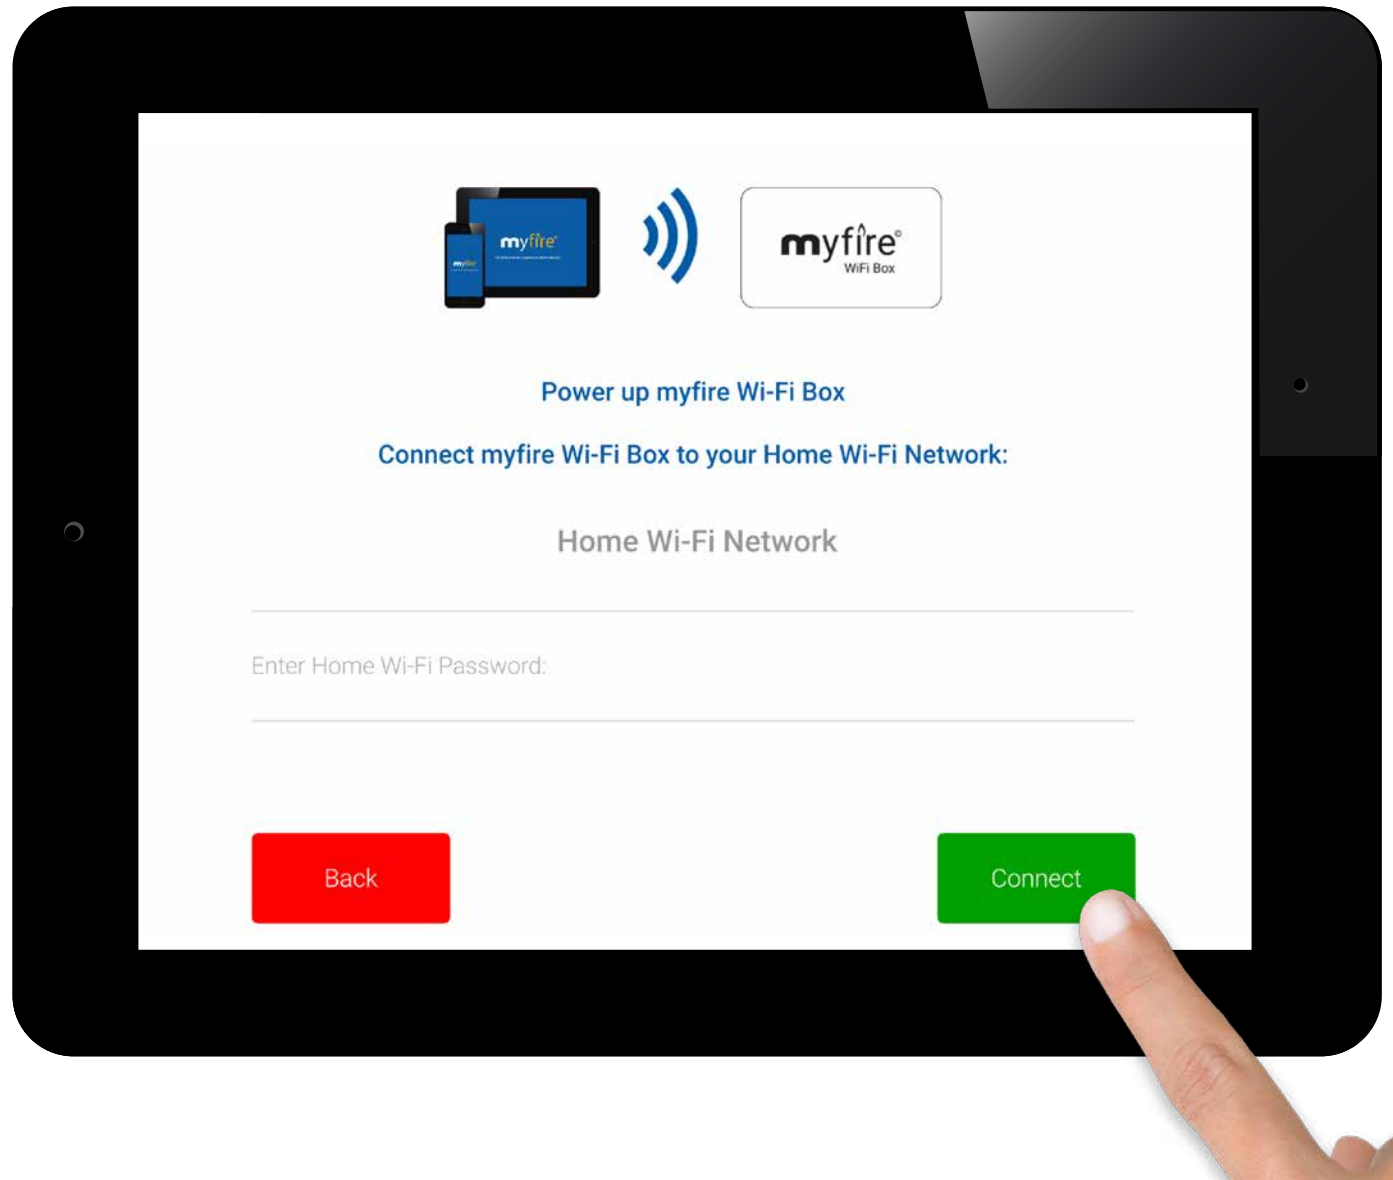 myfire
myfire
myfire©
WiFi Box
Power up myfire Wi-Fi Box
Connect myfire Wi-Fi Box to your Home Wi-Fi Network:
Home Wi-Fi Network
Enter Home Wi-Fi Password:
Back
Connect